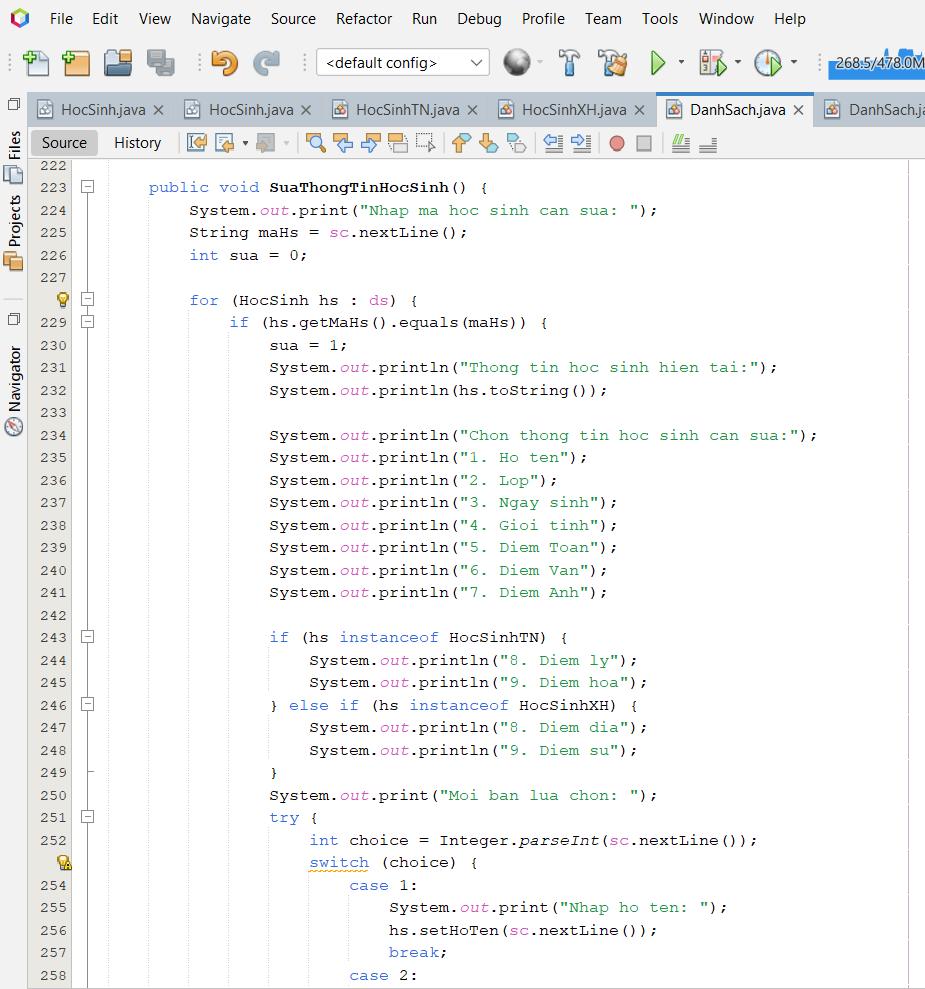 File Edit View Navigate Source Refactor Run Debug Profile Team Tools Window Help
<default config> 268.5/478.0M
HocSinh.java HocSinh.java HocSinhTN.java HocSinhXH.java DanhSach.java DanhSach.ja
Source History
Files
Projects
Navigator
222
223 public void SuaThongTinHocSinh() {
224 System.out.print("Nhap ma hoc sinh can sua: ");
225 String maHs = sc.nextLine();
226 int sua = 0;
227
for (HocSinh hs : ds) {
229 if (hs.getMaHs().equals(maHs)) {
230 sua = 1;
231 System.out.println("Thong tin hoc sinh hien tai:");
232 System.out.println(hs.toString());
233
234 System.out.println("Chon thong tin hoc sinh can sua:");
235 System.out.println("1. Ho ten");
236 System.out.println("2. Lop");
237 System.out.println("3. Ngay sinh");
238 System.out.println("4. Gioi tinh");
239 System.out.println("5. Diem Toan");
240 System.out.println("6. Diem Van");
241 System.out.println("7. Diem Anh");
242
243 if (hs instanceof HocSinhTN) {
244 System.out.println("8. Diem ly");
245 System.out.println("9. Diem hoa");
246 } else if (hs instanceof HocSinhXH) {
247 System.out.println("8. Diem dia");
248 System.out.println("9. Diem su");
249 }
250 System.out.print("Moi ban lua chon: ");
251 try {
252 int choice = Integer.parseInt(sc.nextLine());
switch (choice) {
254 case 1:
255 System.out.print("Nhap ho ten: ");
256 hs.setHoTen(sc.nextLine());
257 break;
258 case 2: